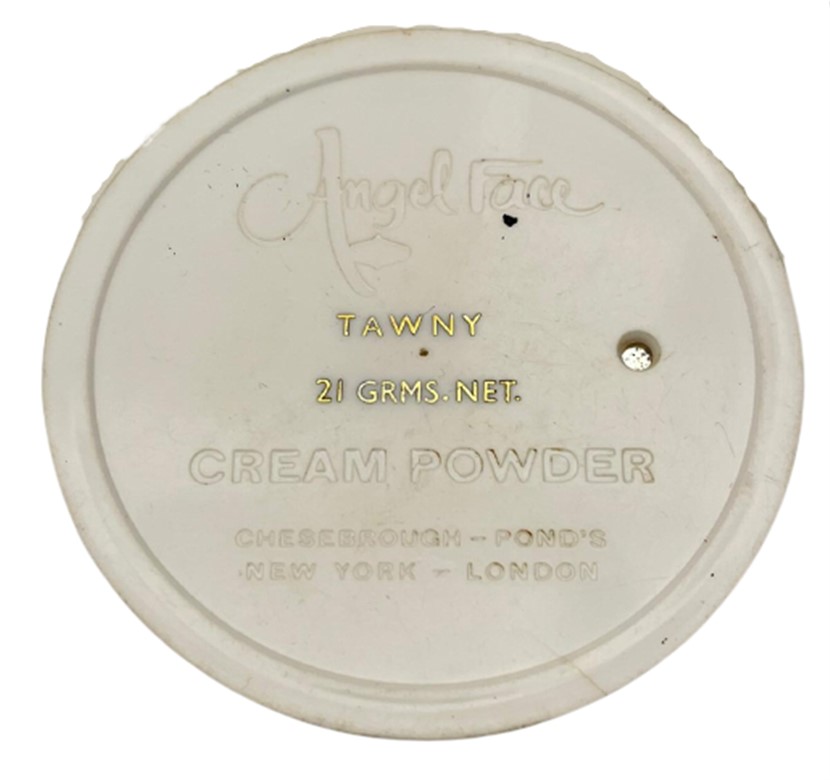 Angel Face
TAWNY
21 GRMS. NET.
CREAM POWDER
CHESEBROUGH - POND'S
NEW YORK - LONDON